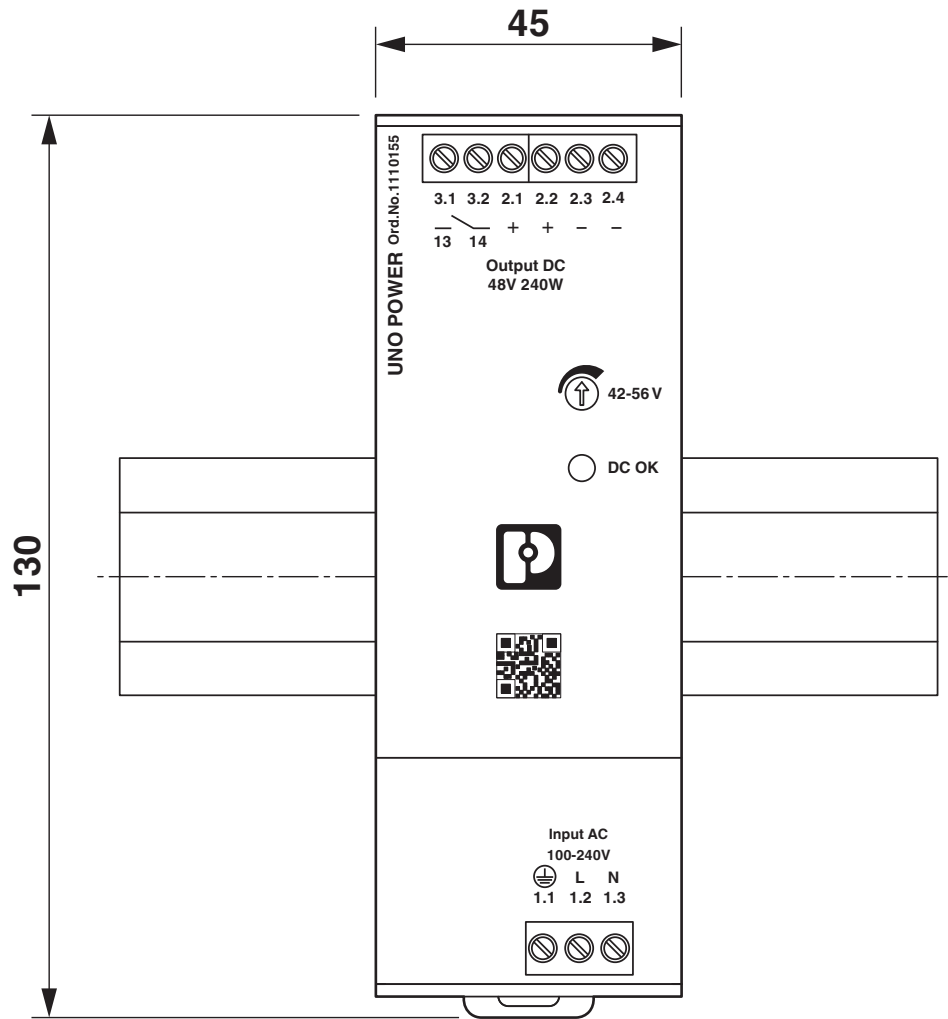 45
130
UNO POWER Ord.No.1110155
3.1 3.2 2.1 2.2 2.3 2.4
13 14 + + – –
Output DC
48V 240W
42-56 V
DC OK
Input AC
100-240V
L N
1.1 1.2 1.3